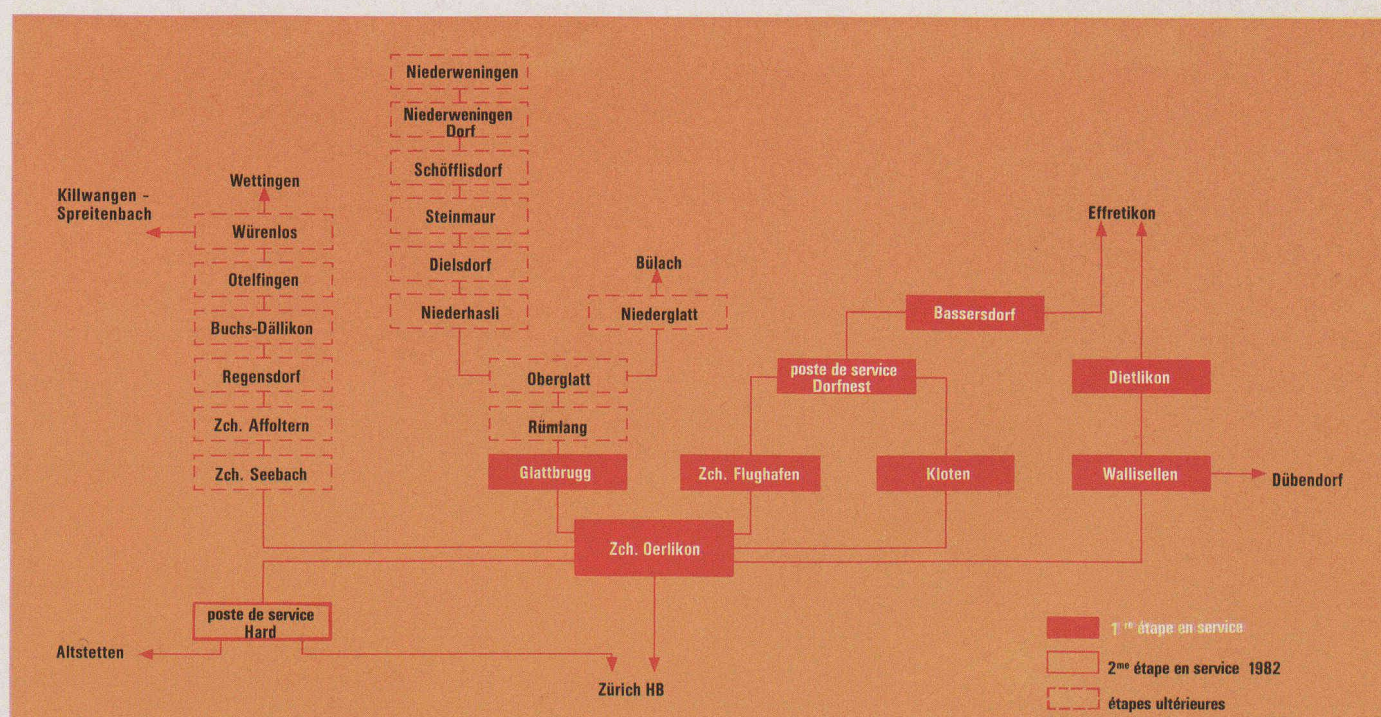 Niederweningen
Niederweningen
Dorf
Schöfflisdorf
Steinmaur
Dielsdorf
Niederhasli
Killwangen -
Spreitenbach
Wettingen
Würenlos
Otelfingen
Buchs-Dällikon
Regensdorf
Zch. Affoltern
Zch. Seebach
Bülach
Niederglatt
Oberglatt
Rümlang
Glattbrugg
Effretikon
Bassersdorf
poste de service
Dorfnest
Dietlikon
Zch. Flughafen
Kloten
Wallisellen
Dübendorf
Zch. Oerlikon
poste de service
Hard
Altstetten
Zürich HB
1re étape en service
2me étape en service 1982
étapes ultérieures